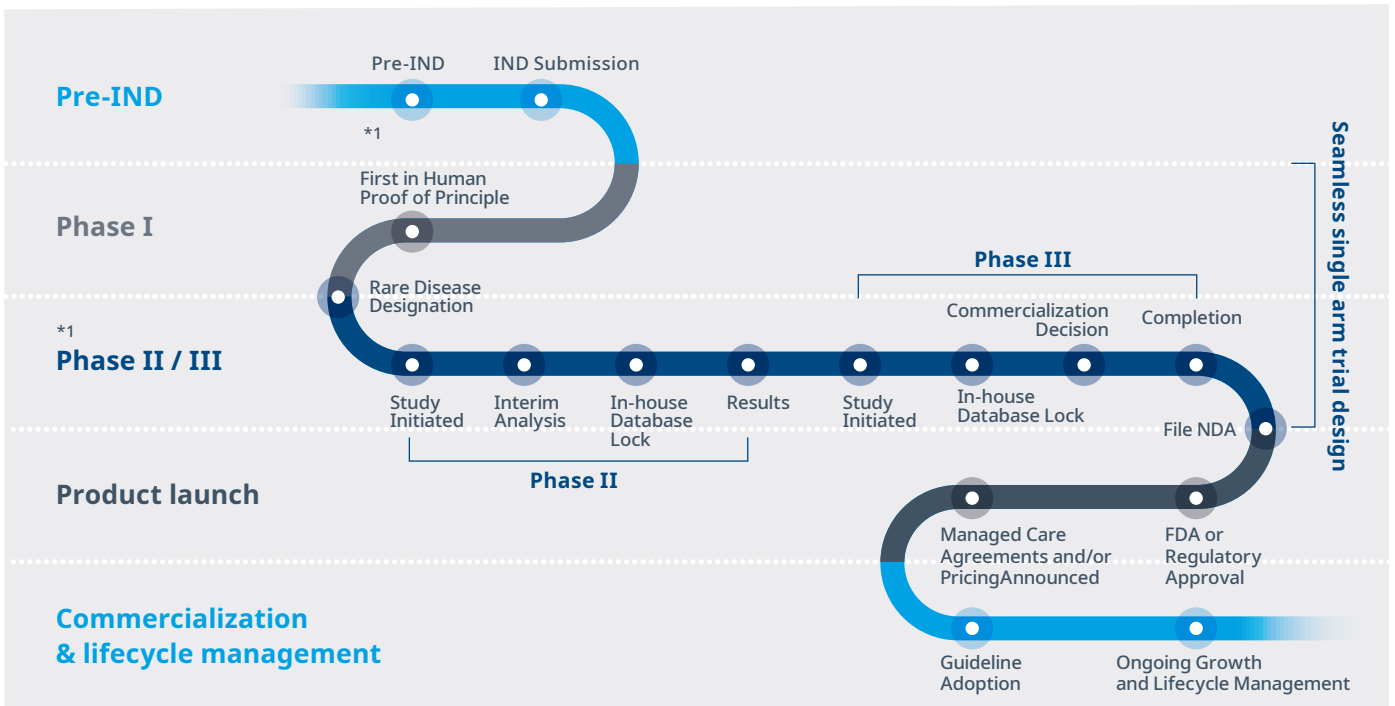 Pre-IND
Pre-IND
IND Submission
*1
Phase I
First in Human
Proof of Principle
Rare Disease
Designation
*1
Phase II / III
Study
Initiated
Interim
Analysis
In-house
Database
Lock
Results
Phase II
Phase III
Study
Initiated
In-house
Database Lock
Commercialization
Decision
Completion
File NDA
Seamless single arm trial design
Product launch
Managed Care
Agreements and/or
PricingAnnounced
FDA or
Regulatory
Approval
Commercialization
& lifecycle management
Guideline
Adoption
Ongoing Growth
and Lifecycle Management